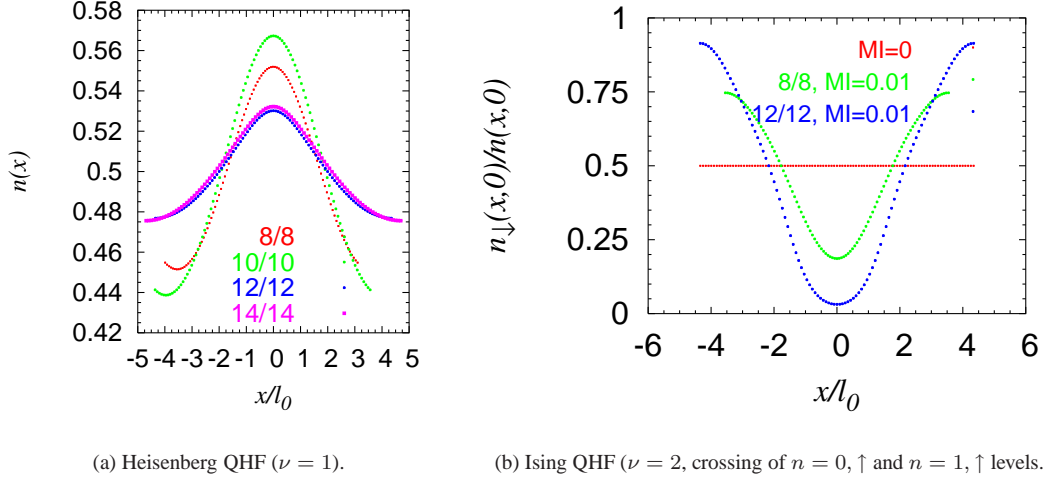 0.58
0.56
0.54
0.52
0.5
0.48
0.46
0.44
0.42
n(x)
8/8
10/10
12/12
14/14
-5 -4 -3 -2 -1 0 1 2 3 4 5
x/l0
(a) Heisenberg QHF (ν = 1).
1
0.75
0.5
0.25
0
n↓(x,0)/n(x,0)
MI=0
8/8, MI=0.01
12/12, MI=0.01
-6 -4 -2 0 2 4 6
x/l0
(b) Ising QHF (ν = 2, crossing of n = 0, ↑ and n = 1, ↑ levels.